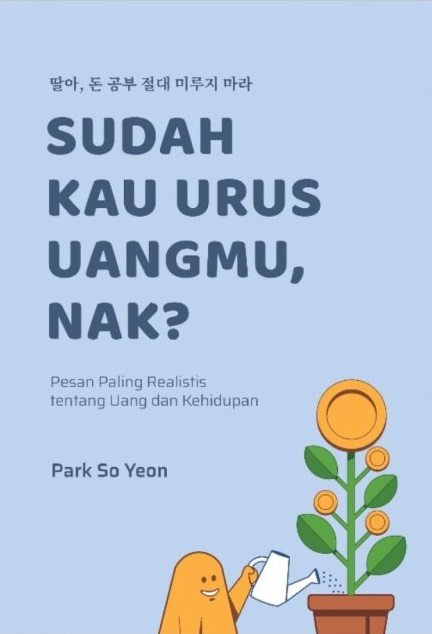 딸아, 돈 공부 절대 미루지 마라
SUDAH
KAU URUS
UANGMU,
NAK?
Pesan Paling Realistis
tentang Uang dan Kehidupan
Park So Yeon